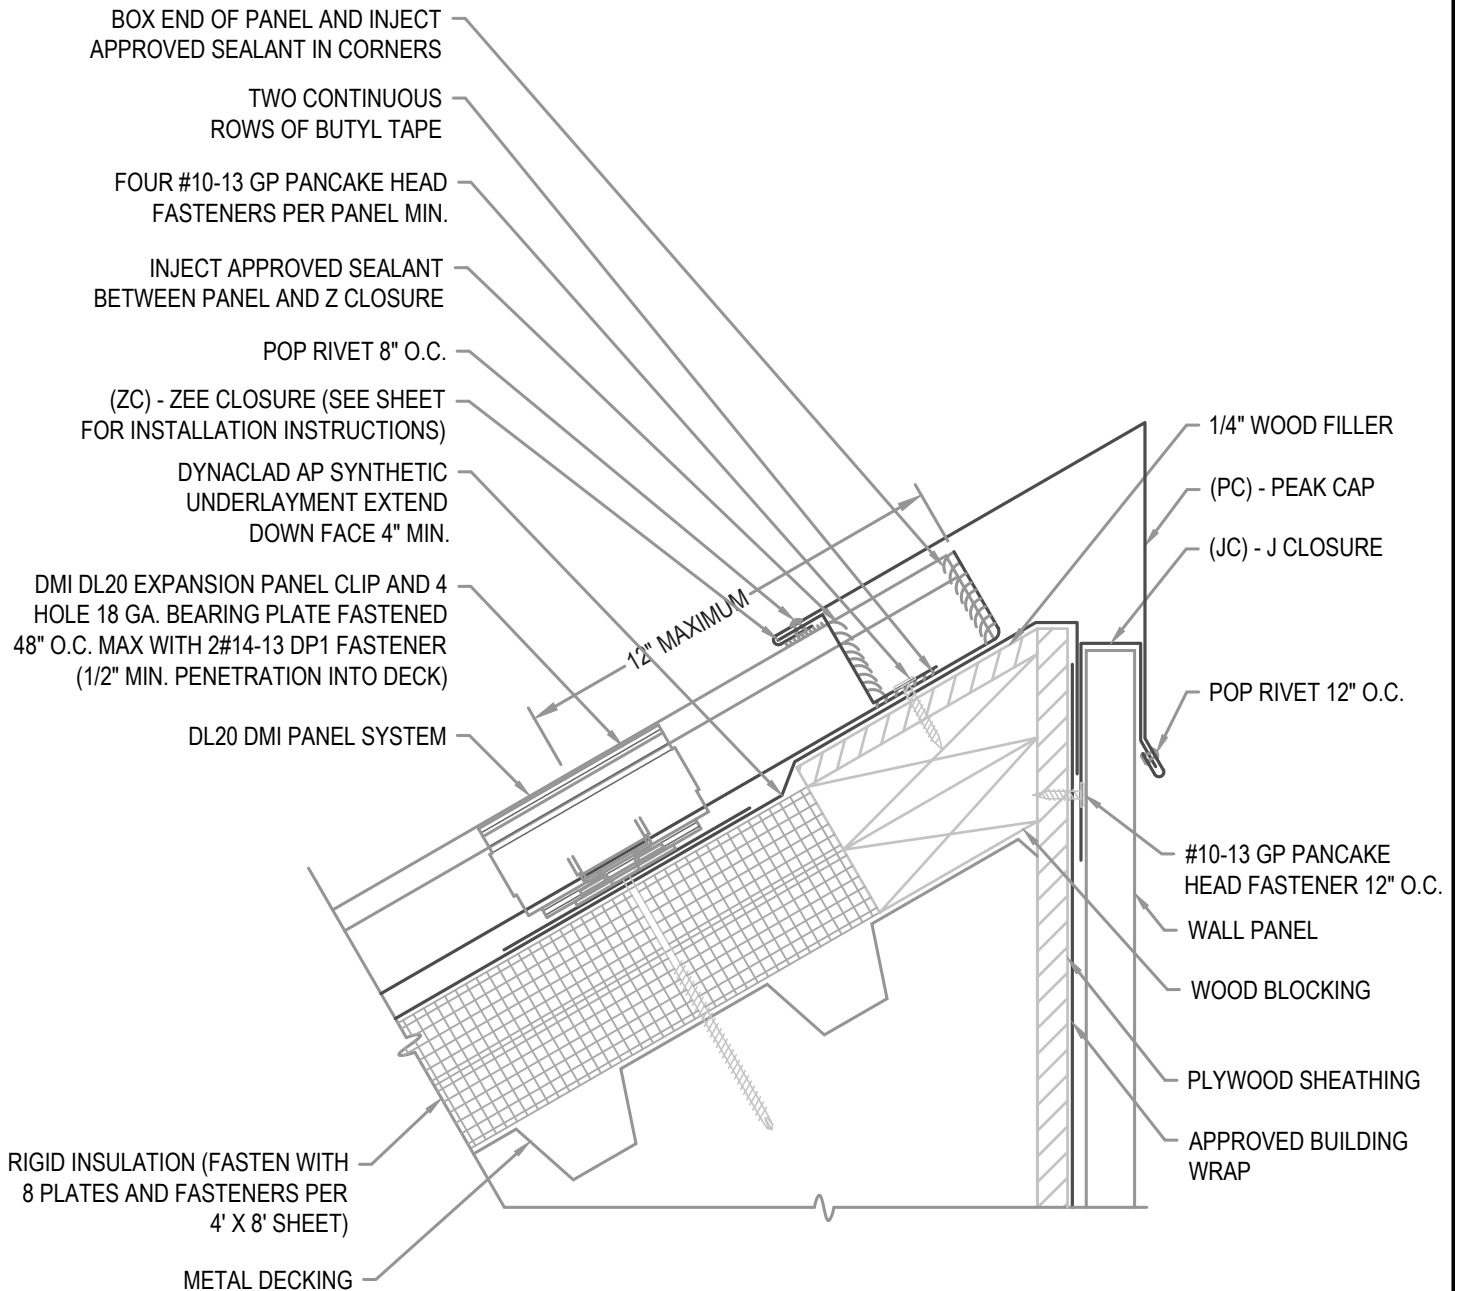 BOX END OF PANEL AND INJECT
APPROVED SEALANT IN CORNERS
TWO CONTINUOUS
ROWS OF BUTYL TAPE
FOUR #10-13 GP PANCAKE HEAD
FASTENERS PER PANEL MIN.
INJECT APPROVED SEALANT
BETWEEN PANEL AND Z CLOSURE
POP RIVET 8" O.C.
(ZC) - ZEE CLOSURE (SEE SHEET
FOR INSTALLATION INSTRUCTIONS)
DYNACLAD AP SYNTHETIC
UNDERLAYMENT EXTEND
DOWN FACE 4" MIN.
DMI DL20 EXPANSION PANEL CLIP AND 4
HOLE 18 GA. BEARING PLATE FASTENED
48" O.C. MAX WITH 2#14-13 DP1 FASTENER
(1/2" MIN. PENETRATION INTO DECK)
DL20 DMI PANEL SYSTEM
RIGID INSULATION (FASTEN WITH
8 PLATES AND FASTENERS PER
4' X 8' SHEET)
METAL DECKING
12" MAXIMUM
1/4" WOOD FILLER
(PC) - PEAK CAP
(JC) - J CLOSURE
POP RIVET 12" O.C.
#10-13 GP PANCAKE
HEAD FASTENER 12" O.C.
WALL PANEL
WOOD BLOCKING
PLYWOOD SHEATHING
APPROVED BUILDING
WRAP